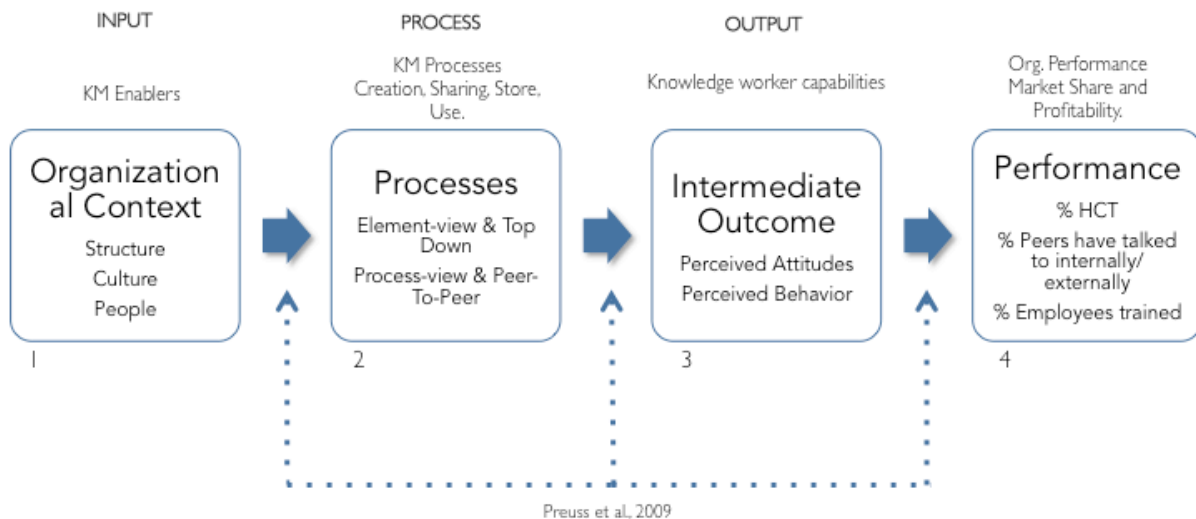 INPUT
PROCESS
OUTPUT
KM Enablers
KM Processes
Creation, Sharing, Store,
Use.
Knowledge worker capabilities
Org. Performance
Market Share and
Profitability.
Organization
al Context
Structure
Culture
People
1
Processes
Element-view & Top
Down
Process-view & Peer-
To-Peer
2
Intermediate
Outcome
Perceived Attitudes
Perceived Behavior
3
Performance
% HCT
% Peers have talked
to internally/
externally
% Employees trained
4
Preuss et al., 2009